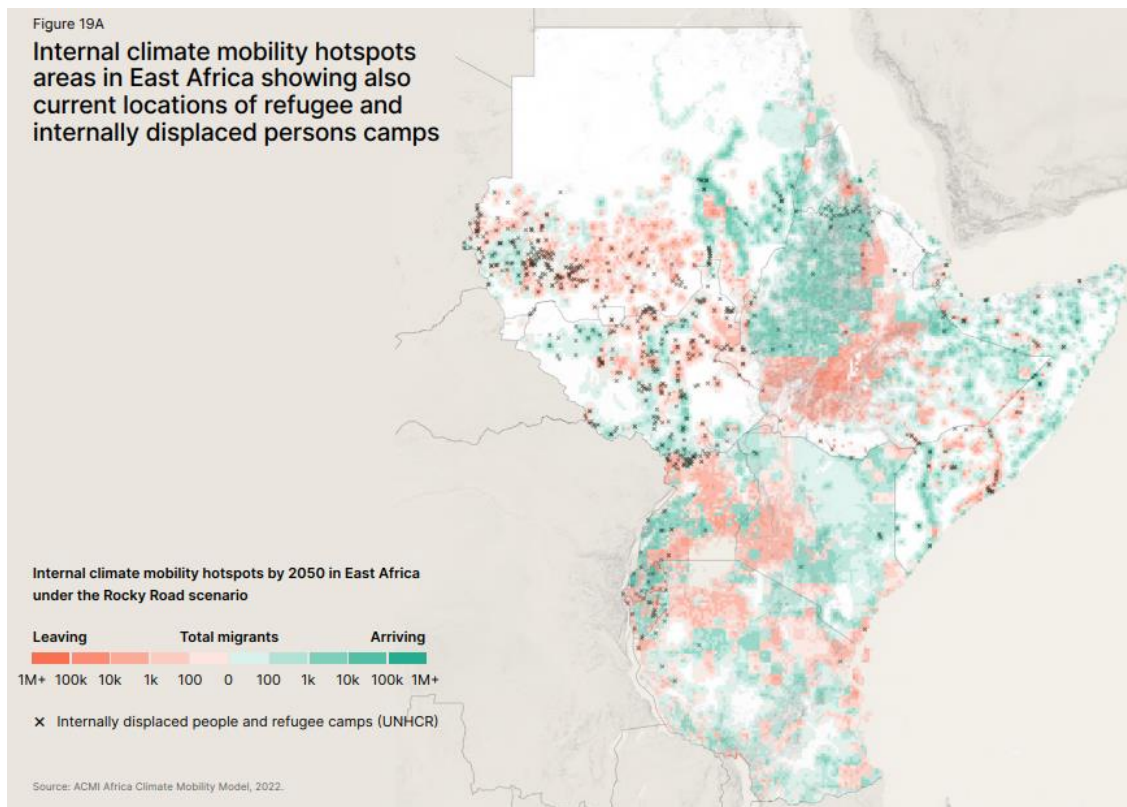 Figure 19A
Internal climate mobility hotspots
areas in East Africa showing also
current locations of refugee and
internally displaced persons camps
Internal climate mobility hotspots by 2050 in East Africa
under the Rocky Road scenario
Leaving Total migrants Arriving
1M+ 100k 10k 1k 100 0 100 1k 10k 100k 1M+
× Internally displaced people and refugee camps (UNHCR)
Source: ACMI Africa Climate Mobility Model, 2022.